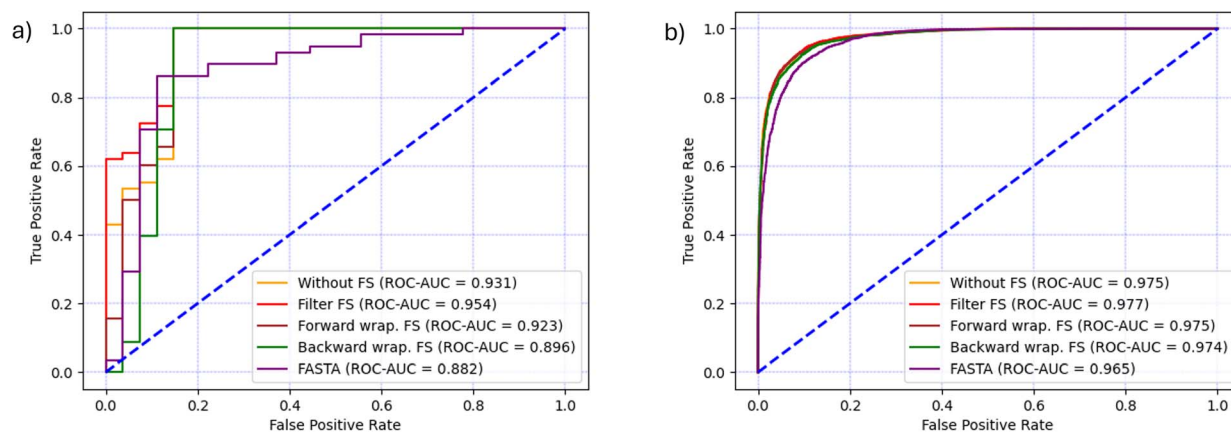 a)
True Positive Rate
1.0
0.8
0.6
0.4
0.2
0.0
Without FS (ROC-AUC = 0.931)
Filter FS (ROC-AUC = 0.954)
Forward wrap. FS (ROC-AUC = 0.923)
Backward wrap. FS (ROC-AUC = 0.896)
FASTA (ROC-AUC = 0.882)
0.0 0.2 0.4 0.6 0.8 1.0
False Positive Rate
b)
True Positive Rate
1.0
0.8
0.6
0.4
0.2
0.0
Without FS (ROC-AUC = 0.975)
Filter FS (ROC-AUC = 0.977)
Forward wrap. FS (ROC-AUC = 0.975)
Backward wrap. FS (ROC-AUC = 0.974)
FASTA (ROC-AUC = 0.965)
0.0 0.2 0.4 0.6 0.8 1.0
False Positive Rate